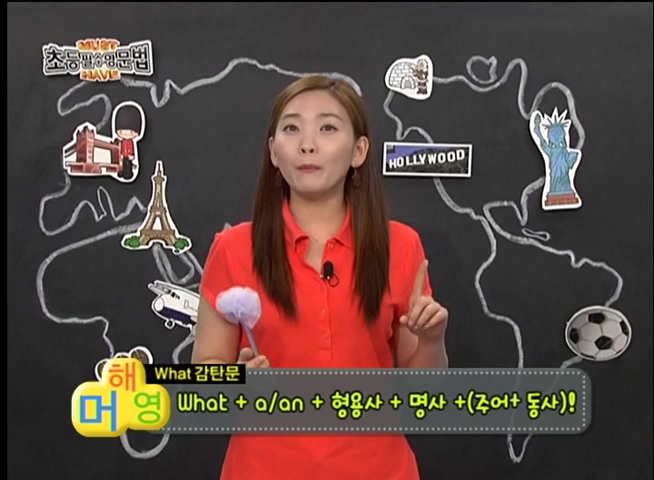 MUST
초등필수영문법
HAVE
HOLLYWOOD
해
머 영
What 감탄문
What + a/an + 형용사 + 명사 +(주어+ 동사)!